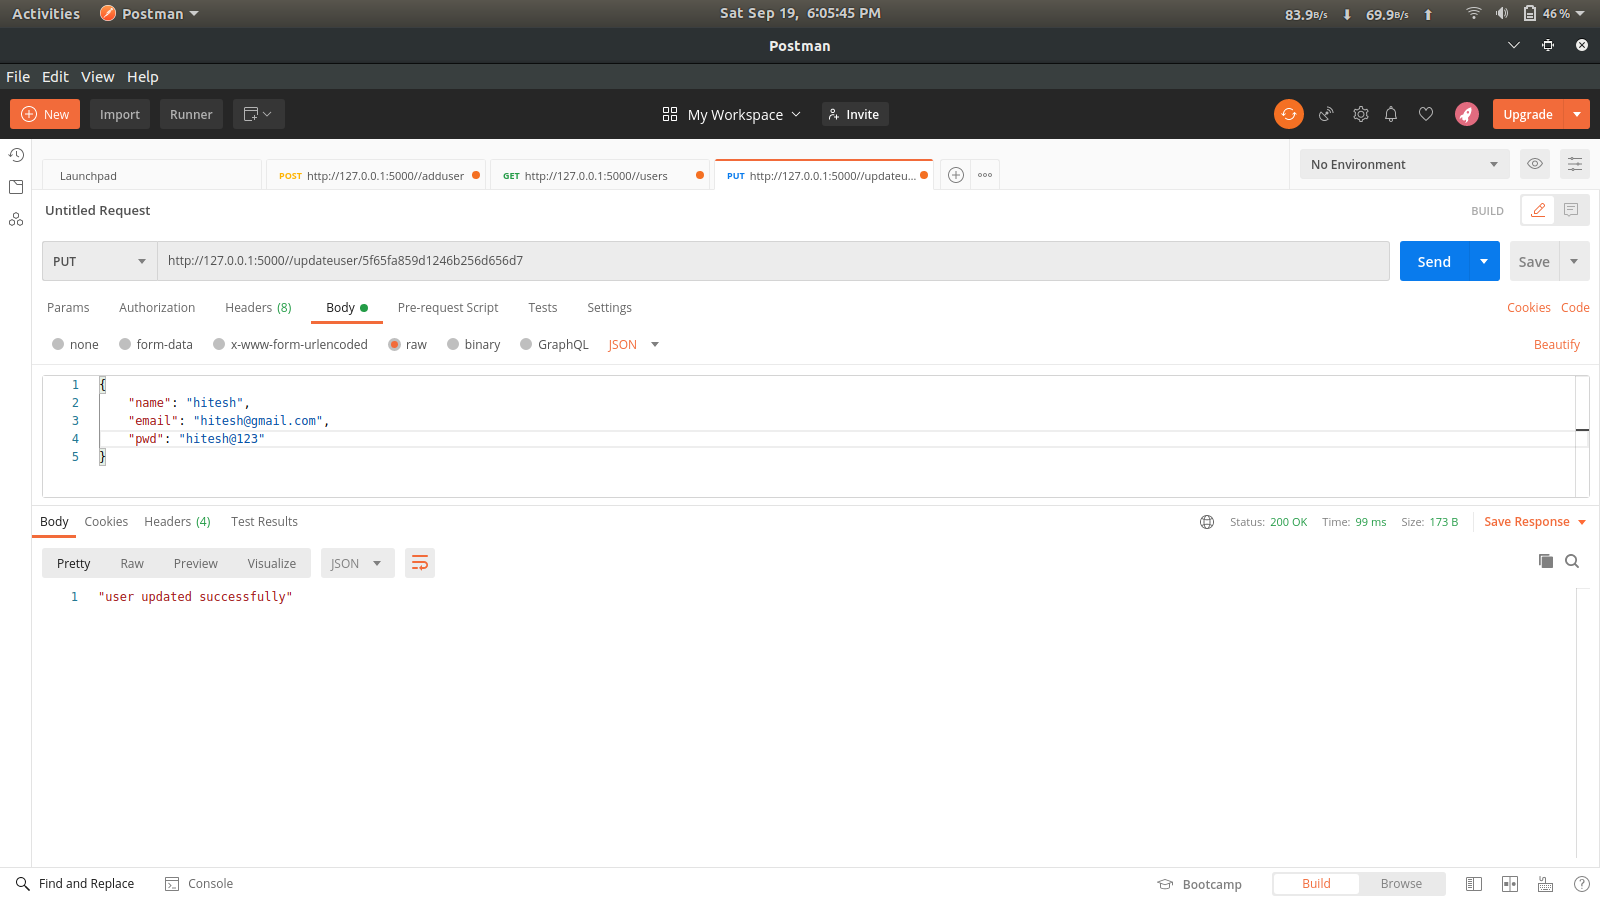 Activities Postman Sat Sep 19, 6:05:45 PM 83.9B/s 69.9B/s 46%
Postman
File Edit View Help
New Import Runner My Workspace Invite Upgrade
Launchpad POST http://127.0.0.1:5000//adduser GET http://127.0.0.1:5000//users PUT http://127.0.0.1:5000//updateu... No Environment
Untitled Request BUILD
PUT http://127.0.0.1:5000//updateuser/5f65fa859d1246b256d656d7 Send Save
Params Authorization Headers (8) Body Pre-request Script Tests Settings Cookies Code
none form-data x-www-form-urlencoded raw binary GraphQL JSON Beautify
1 {
2 "name": "hitesh",
3 "email": "hitesh@gmail.com",
4 "pwd": "hitesh@123"
5 }
Body Cookies Headers (4) Test Results Status: 200 OK Time: 99 ms Size: 173 B Save Response
Pretty Raw Preview Visualize JSON
1 "user updated successfully"
Find and Replace Console Bootcamp Build Browse